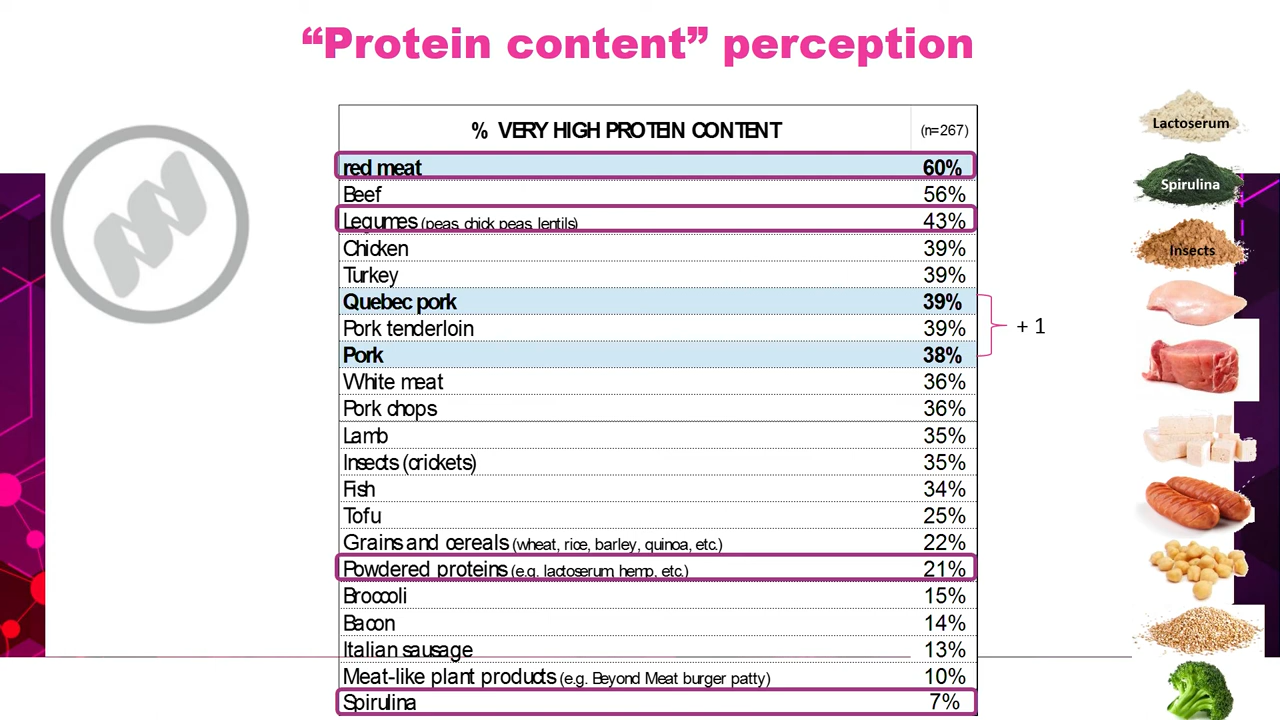 “Protein content” perception
% VERY HIGH PROTEIN CONTENT (n=267)
red meat 60%
Beef 56%
Legumes (peas, chick peas, lentils) 43%
Chicken 39%
Turkey 39%
Quebec pork 39%
Pork tenderloin 39%
Pork 38%
White meat 36%
Pork chops 36%
Lamb 35%
Insects (crickets) 35%
Fish 34%
Tofu 25%
Grains and cereals (wheat, rice, barley, quinoa, etc.) 22%
Powdered proteins (e.g. lactoserum, hemp, etc.) 21%
Broccoli 15%
Bacon 14%
Italian sausage 13%
Meat-like plant products (e.g. Beyond Meat burger patty) 10%
Spirulina 7%
+ 1
Lactoserum
Spirulina
Insects